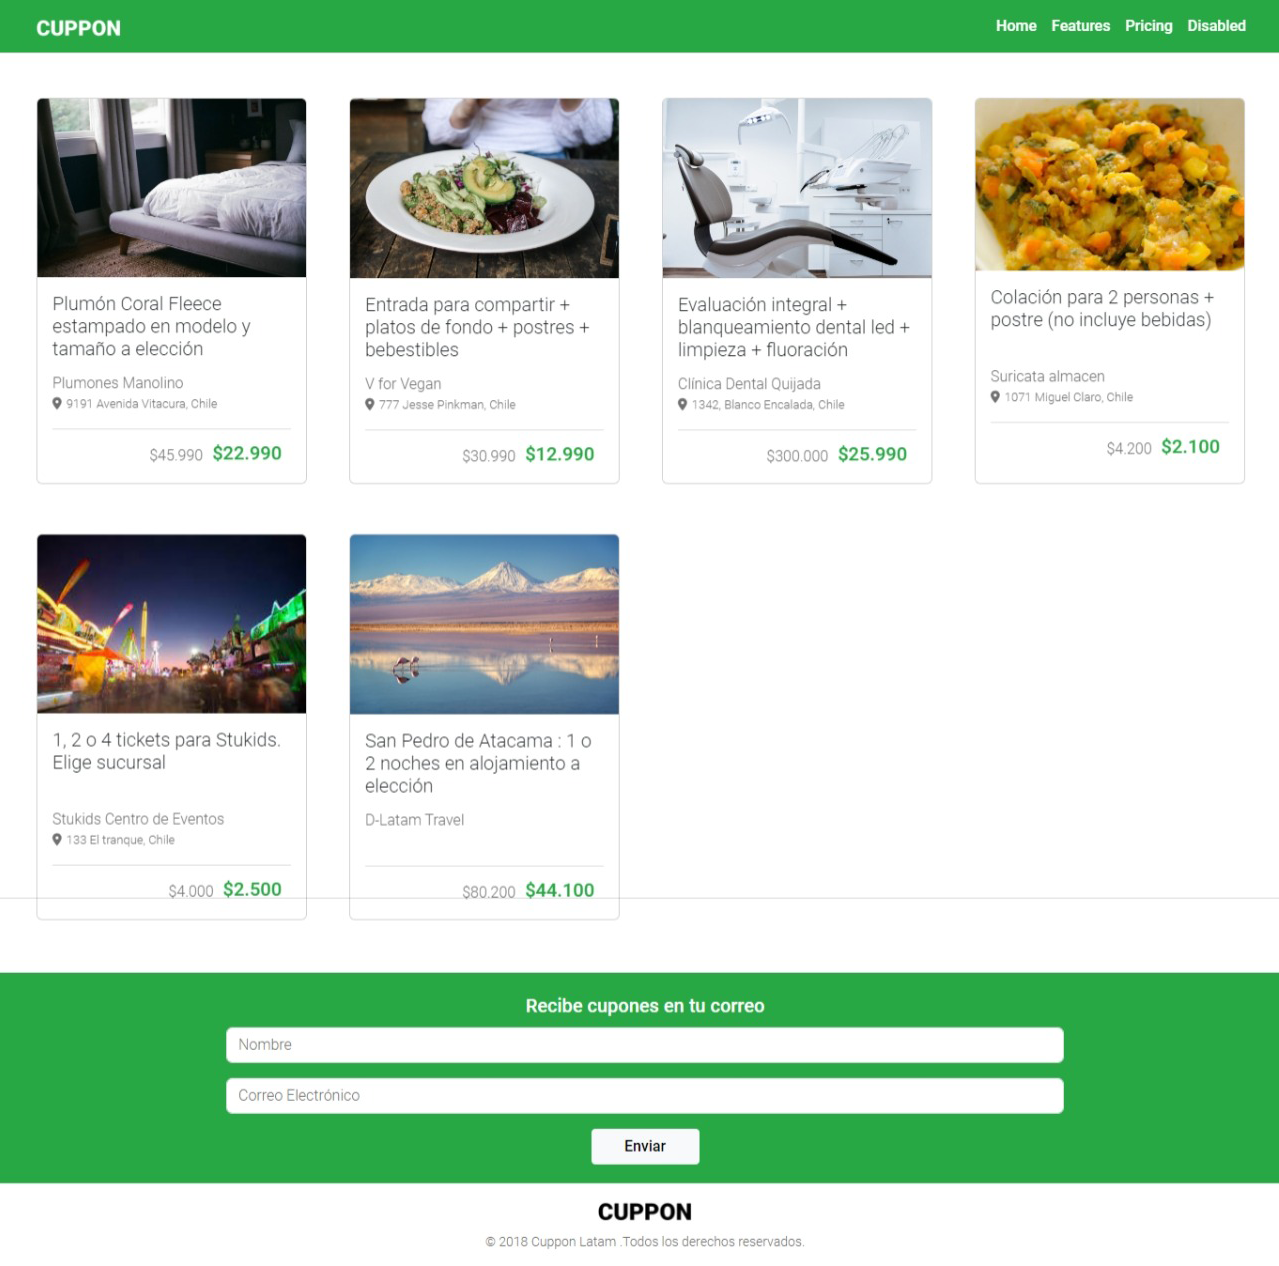 CUPPON
Home Features Pricing Disabled
Plumón Coral Fleece
estampado en modelo y
tamaño a elección
Plumones Manolino
9191 Avenida Vitacura, Chile
$45.990 $22.990
Entrada para compartir +
platos de fondo + postres +
bebestibles
V for Vegan
777 Jesse Pinkman, Chile
$30.990 $12.990
Evaluación integral +
blanqueamiento dental led +
limpieza + fluoración
Clínica Dental Quijada
1342, Blanco Encalada, Chile
$300.000 $25.990
Colación para 2 personas +
postre (no incluye bebidas)
Suricata almacen
1071 Miguel Claro, Chile
$4.200 $2.100
1, 2 o 4 tickets para Stukids.
Elige sucursal
Stukids Centro de Eventos
133 El tranque, Chile
$4.000 $2.500
San Pedro de Atacama : 1 o
2 noches en alojamiento a
elección
D-Latam Travel
$80.200 $44.100
Recibe cupones en tu correo
Nombre
Correo Electrónico
Enviar
CUPPON
© 2018 Cuppon Latam .Todos los derechos reservados.